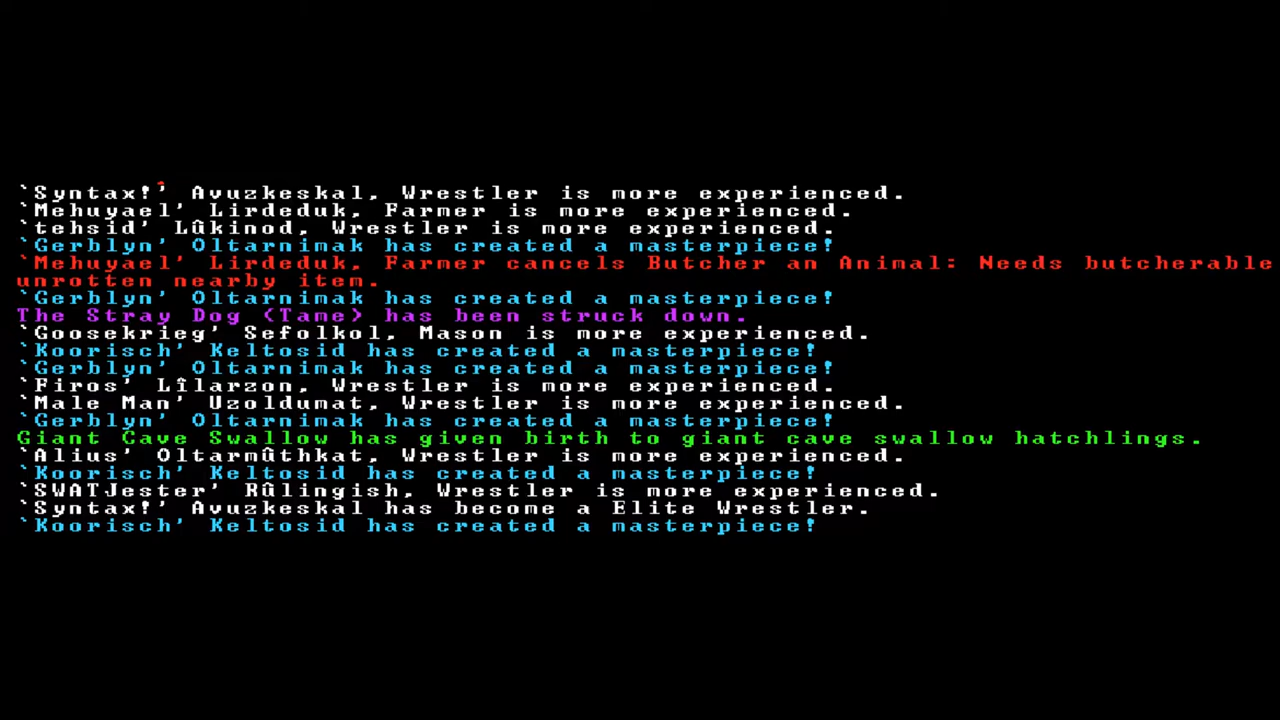 `Syntax!' Avuzkeskal, Wrestler is more experienced.
`Mehuyael' Lirdeduk, Farmer is more experienced.
`tehsid' Lûkinod, Wrestler is more experienced.
`Gerblyn' Oltarnimak has created a masterpiece!
`Mehuyael' Lirdeduk, Farmer cancels Butcher an Animal: Needs butcherable
unrotten nearby item.
`Gerblyn' Oltarnimak has created a masterpiece!
The Stray Dog (Tame) has been struck down.
`Goosekrieg' Sefolkol, Mason is more experienced.
`Koorisch' Keltosid has created a masterpiece!
`Gerblyn' Oltarnimak has created a masterpiece!
`Firos' Lîlarzon, Wrestler is more experienced.
`Male Man' Uzoldumat, Wrestler is more experienced.
`Gerblyn' Oltarnimak has created a masterpiece!
Giant Cave Swallow has given birth to giant cave swallow hatchlings.
`Alius' Oltarmûthkat, Wrestler is more experienced.
`Koorisch' Keltosid has created a masterpiece!
`SWATJester' Rûlingish, Wrestler is more experienced.
`Syntax!' Avuzkeskal has become a Elite Wrestler.
`Koorisch' Keltosid has created a masterpiece!